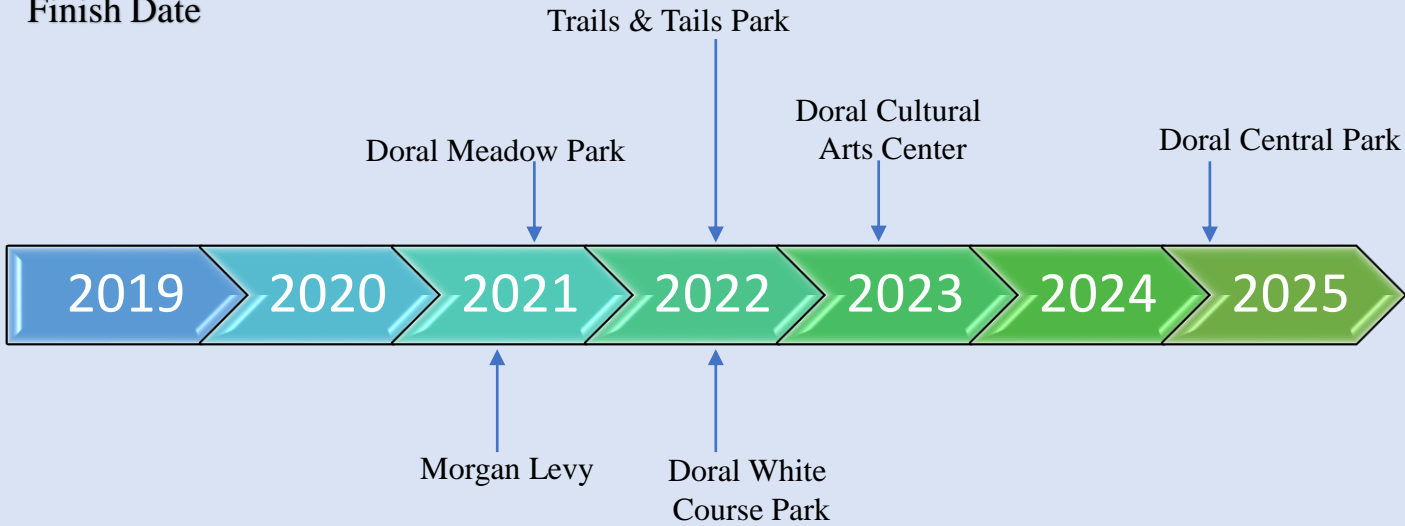 Finish Date
Trails & Tails Park
Doral Cultural
Arts Center
Doral Meadow Park
Doral Central Park
2019 2020 2021 2022 2023 2024 2025
Morgan Levy
Doral White
Course Park